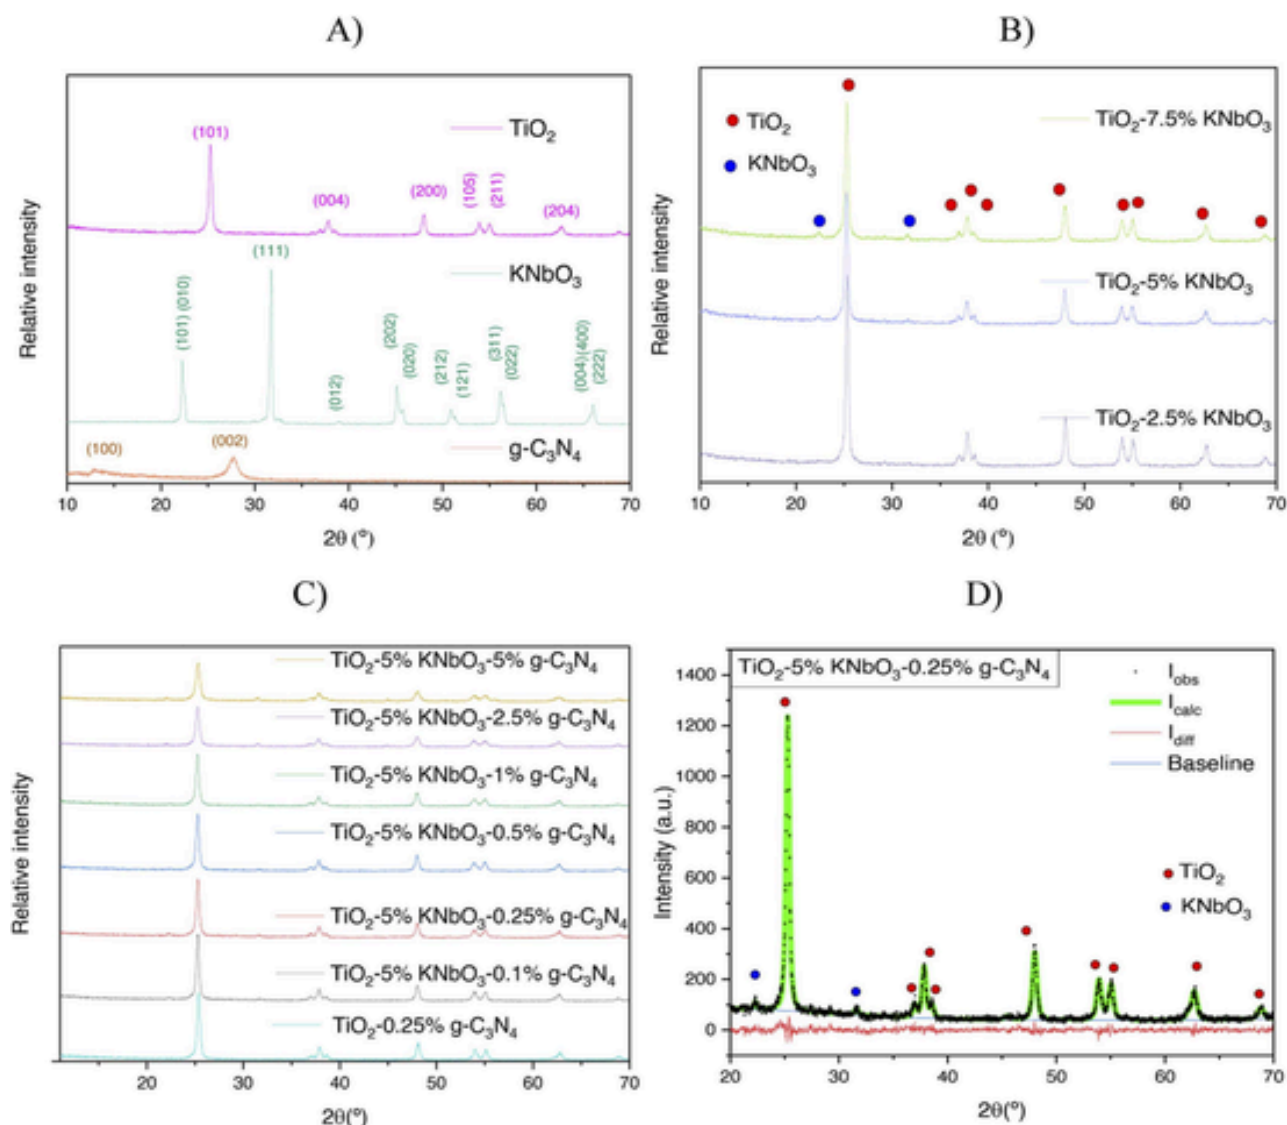 A)
(101)
TiO₂
(004)
(200)
(105)
(211)
(204)
(111)
KNbO₃
(101) (010)
(012)
(202)
(020)
(212)
(121)
(311)
(022)
(004)(400)
(222)
(100)
(002)
g-C₃N₄
Relative intensity
10 20 30 40 50 60 70
2θ (°)
B)
TiO₂
KNbO₃
TiO₂-7.5% KNbO₃
TiO₂-5% KNbO₃
TiO₂-2.5% KNbO₃
Relative intensity
10 20 30 40 50 60 70
2θ (°)
C)
TiO₂-5% KNbO₃-5% g-C₃N₄
TiO₂-5% KNbO₃-2.5% g-C₃N₄
TiO₂-5% KNbO₃-1% g-C₃N₄
TiO₂-5% KNbO₃-0.5% g-C₃N₄
TiO₂-5% KNbO₃-0.25% g-C₃N₄
TiO₂-5% KNbO₃-0.1% g-C₃N₄
TiO₂-0.25% g-C₃N₄
Relative intensity
20 30 40 50 60 70
2θ(°)
D)
TiO₂-5% KNbO₃-0.25% g-C₃N₄
I_obs
I_calc
I_diff
Baseline
TiO₂
KNbO₃
Intensity (a.u.)
1400
1200
1000
800
600
400
200
0
20 30 40 50 60 70
2θ(°)